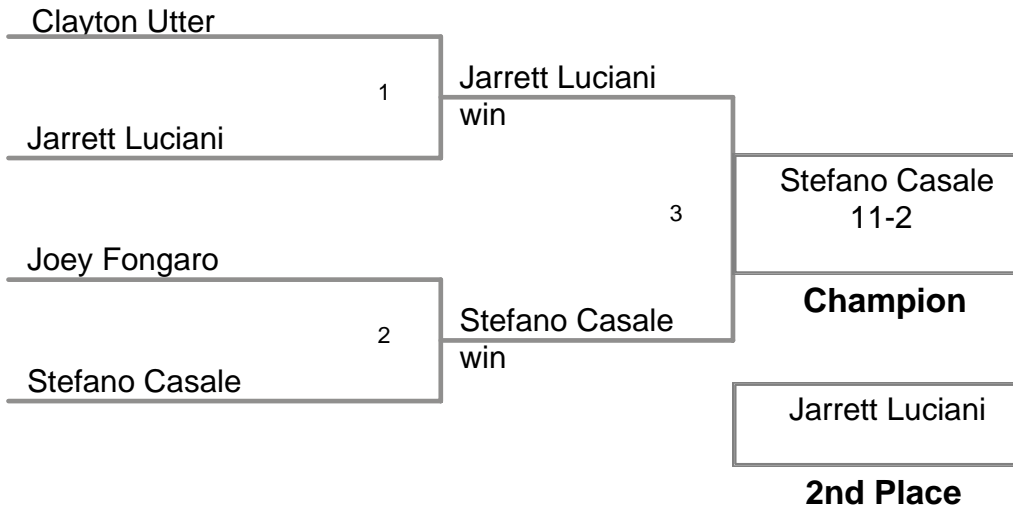 Clayton Utter
1
Jarrett Luciani
win
Jarrett Luciani
3
Stefano Casale
11-2
Champion
Joey Fongaro
2
Stefano Casale
win
Stefano Casale
Jarrett Luciani
2nd Place